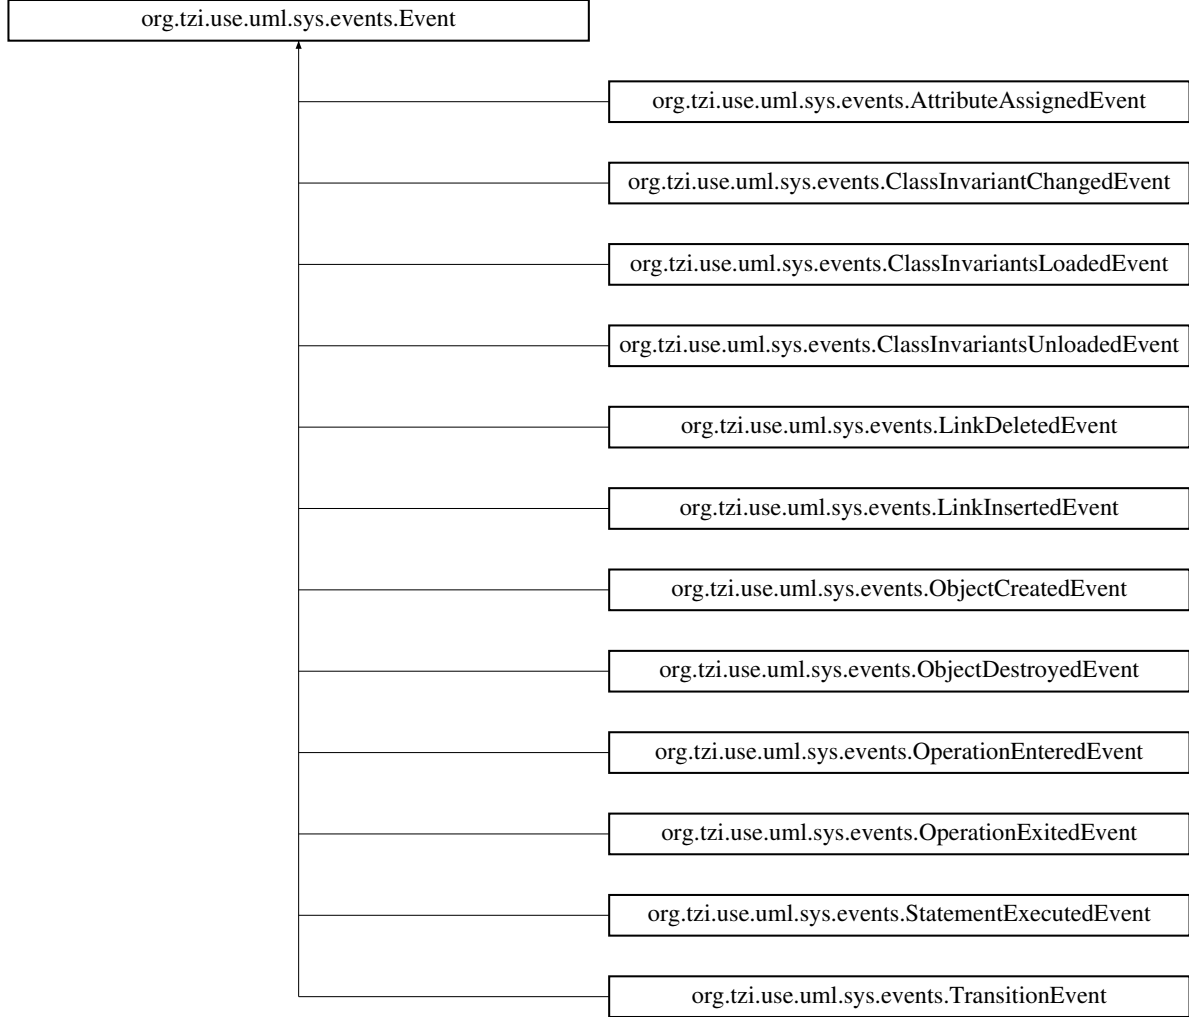 org.tzi.use.uml.sys.events.Event
org.tzi.use.uml.sys.events.AttributeAssignedEvent
org.tzi.use.uml.sys.events.ClassInvariantChangedEvent
org.tzi.use.uml.sys.events.ClassInvariantsLoadedEvent
org.tzi.use.uml.sys.events.ClassInvariantsUnloadedEvent
org.tzi.use.uml.sys.events.LinkDeletedEvent
org.tzi.use.uml.sys.events.LinkInsertedEvent
org.tzi.use.uml.sys.events.ObjectCreatedEvent
org.tzi.use.uml.sys.events.ObjectDestroyedEvent
org.tzi.use.uml.sys.events.OperationEnteredEvent
org.tzi.use.uml.sys.events.OperationExitedEvent
org.tzi.use.uml.sys.events.StatementExecutedEvent
org.tzi.use.uml.sys.events.TransitionEvent